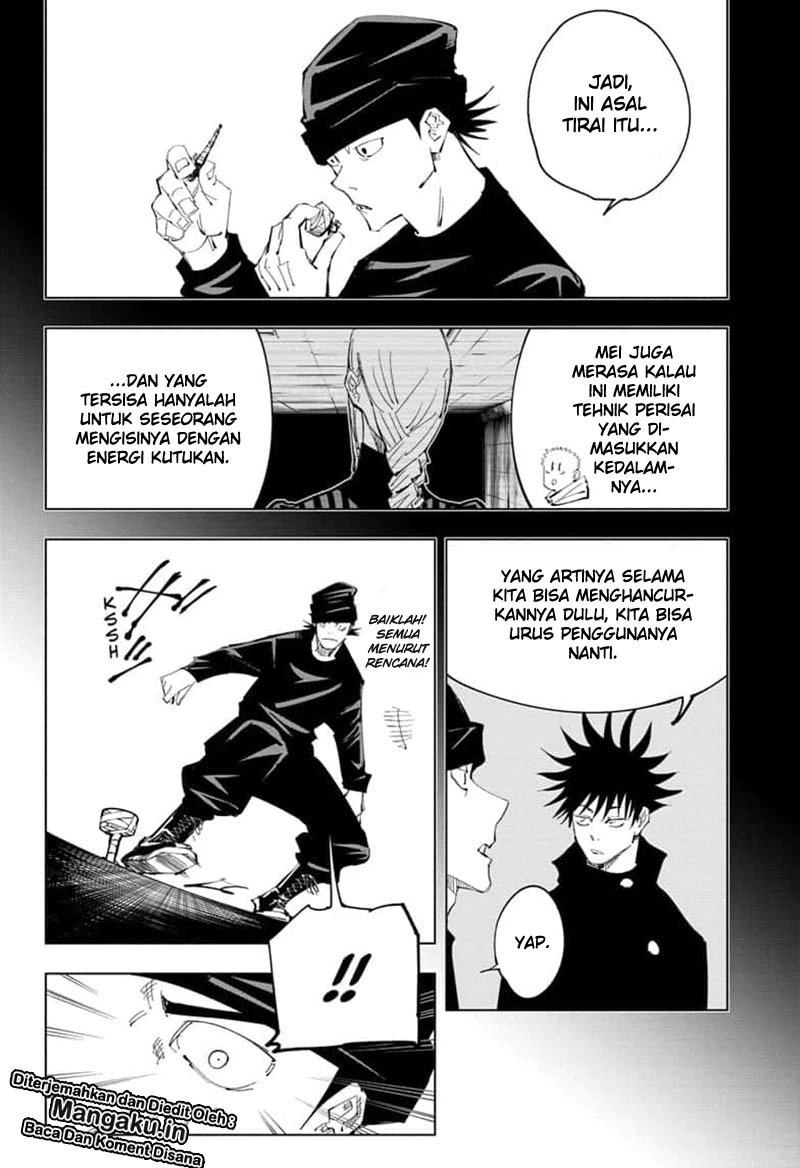 JADI,
INI ASAL
TIRAI ITU...
MEI JUGA
MERASA KALAU
INI MEMILIKI
TEHNIK PERISAI
YANG DI-
MASUKKAN
KEDALAM-
NYA...
...DAN YANG
TERSISA HANYALAH
UNTUK SESEORANG
MENGISINYA DENGAN
ENERGI KUTUKAN.
YANG ARTINYA SELAMA
KITA BISA MENGHANCUR-
KANNYA DULU, KITA BISA
URUS PENGGUNANYA
NANTI.
YAP.
BAIKLAH!
SEMUA
MENURUT
RENCANA!
KSSH
!!
Diterjemahkan dan Diedit Oleh :
Mangaku.in
Baca Dan Koment Disana